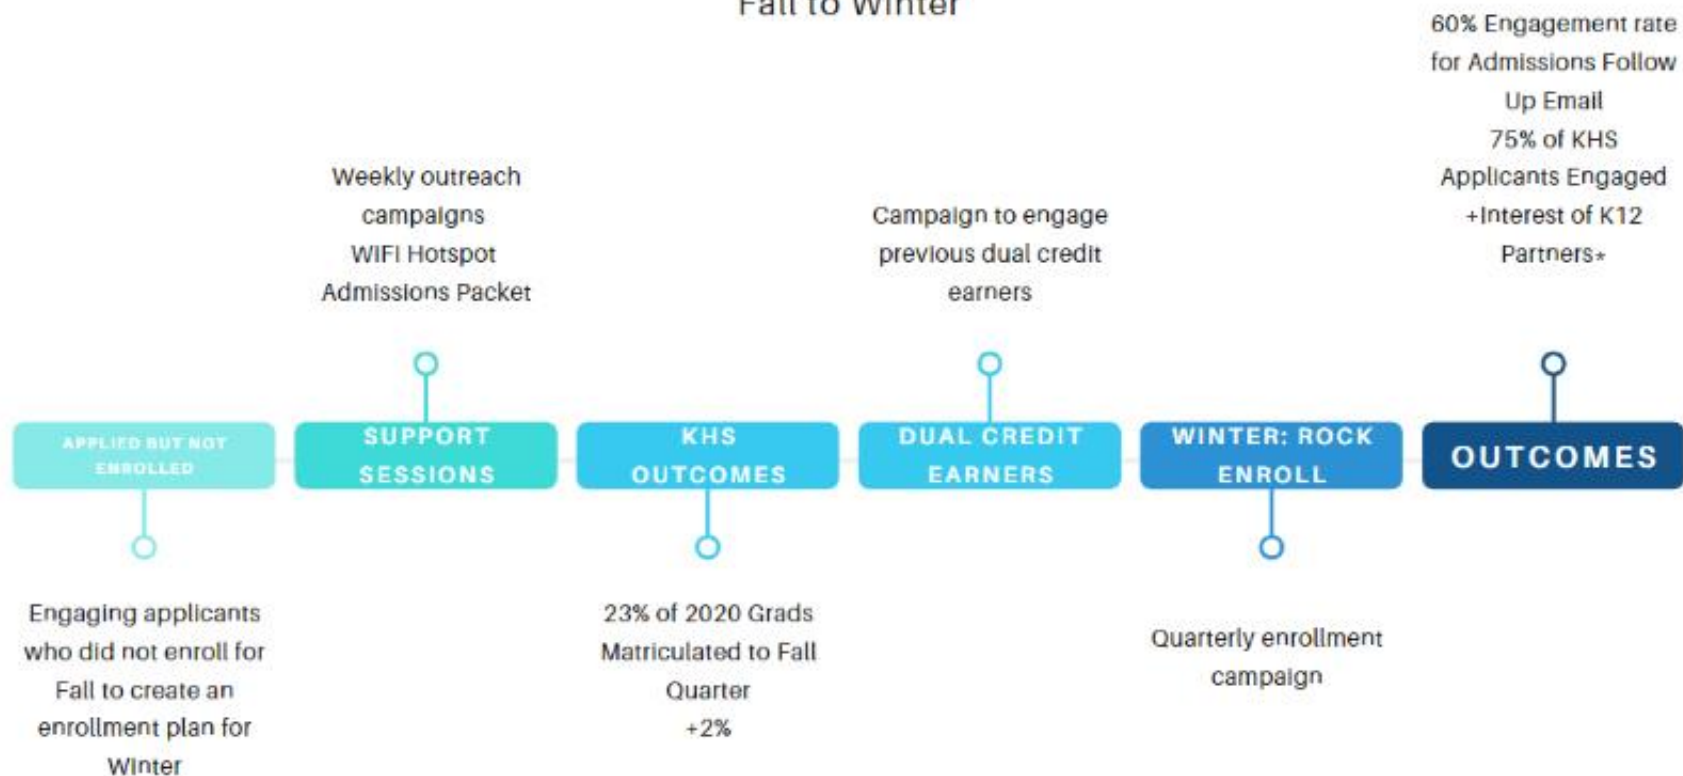 Fall to Winter
60% Engagement rate
for Admissions Follow
Up Email
75% of KHS
Applicants Engaged
+Interest of K12
Partners*
Weekly outreach
campaigns
WIFI Hotspot
Admissions Packet
Campaign to engage
previous dual credit
earners
APPLIED BUT NOT
ENROLLED
SUPPORT
SESSIONS
KHS
OUTCOMES
DUAL CREDIT
EARNERS
WINTER: ROCK
ENROLL
OUTCOMES
Engaging applicants
who did not enroll for
Fall to create an
enrollment plan for
Winter
23% of 2020 Grads
Matriculated to Fall
Quarter
+2%
Quarterly enrollment
campaign